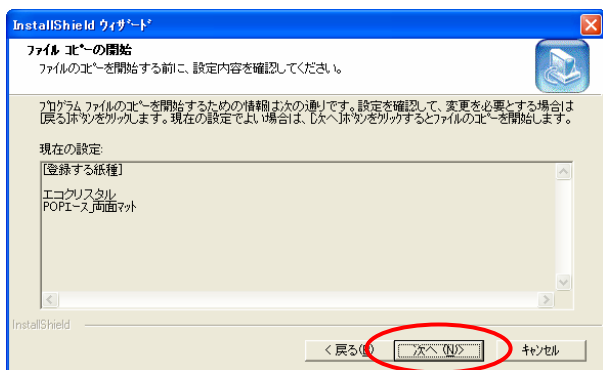 InstallShield ウィザード
ファイル コピーの開始
ファイルのコピーを開始する前に、設定内容を確認してください。
プログラム ファイルのコピーを開始するための情報は次の通りです。設定を確認して、変更を必要とする場合は
[戻る]ボタンをクリックします。現在の設定でよい場合は、[次へ]ボタンをクリックするとファイルのコピーを開始します。
現在の設定:
[登録する紙種]
エコクリスタル
POPエース_両面マット
InstallShield
< 戻る(B) 次へ (N)> キャンセル